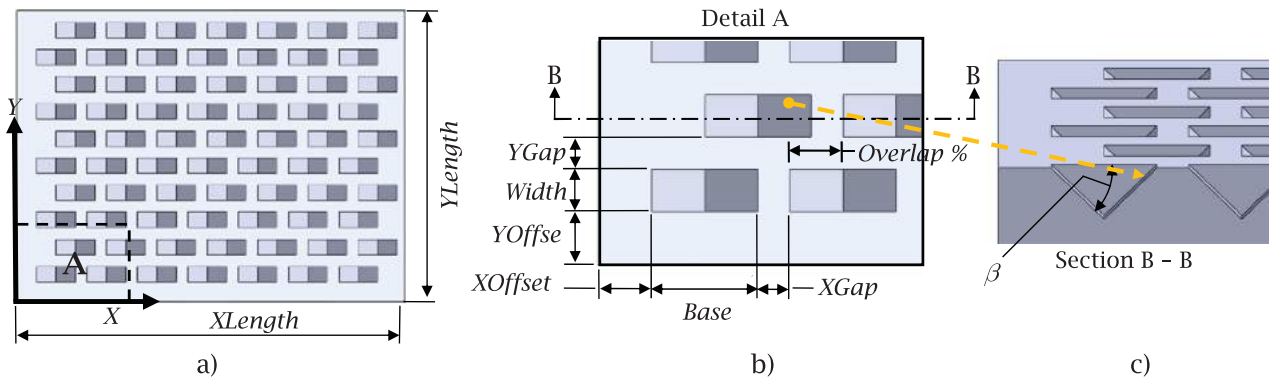 Y
A
X
XLength
YLength
a)
Detail A
B
B
YGap
Overlap %
Width
YOffse
XOffset
XGap
Base
b)
β
Section B – B
c)